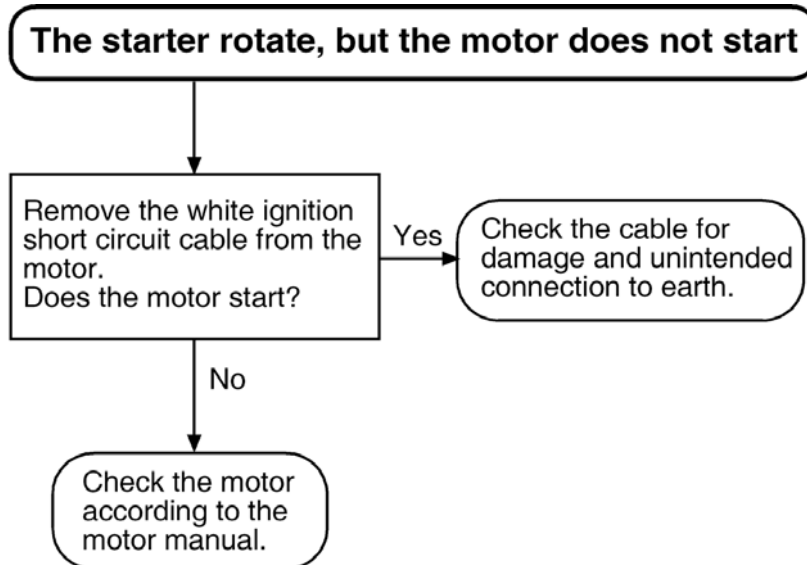 The starter rotate, but the motor does not start
Remove the white ignition
short circuit cable from the
motor.
Does the motor start?
Yes
Check the cable for
damage and unintended
connection to earth.
No
Check the motor
according to the
motor manual.